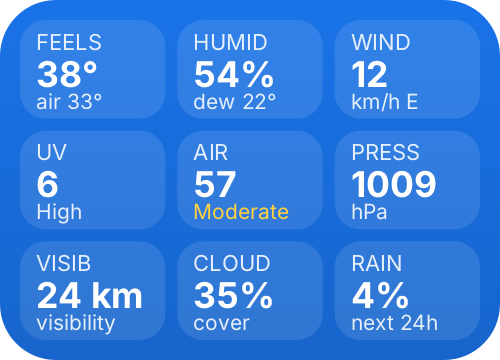 FEELS
38°
air 33°
HUMID
54%
dew 22°
WIND
12
km/h E
UV
6
High
AIR
57
Moderate
PRESS
1009
hPa
VISIB
24 km
visibility
CLOUD
35%
cover
RAIN
4%
next 24h